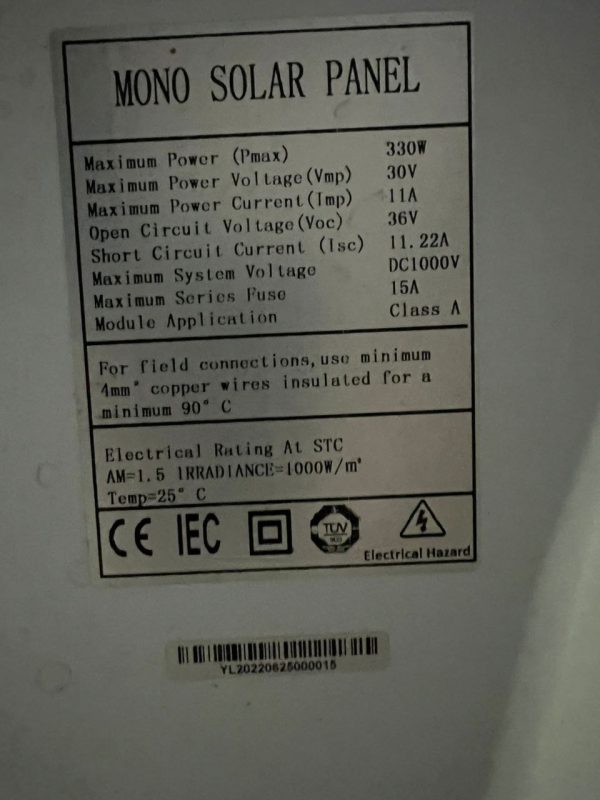 MONO SOLAR PANEL
Maximum Power (Pmax) 330W
Maximum Power Voltage(Vmp) 30V
Maximum Power Current(Imp) 11A
Open Circuit Voltage(Voc) 36V
Short Circuit Current (Isc) 11.22A
Maximum System Voltage DC1000V
Maximum Series Fuse 15A
Module Application Class A
For field connections,use minimum
4mm² copper wires insulated for a
minimum 90° C
Electrical Rating At STC
AM=1.5 IRRADIANCE=1000W/m²
Temp=25° C
CE IEC TÜV
Electrical Hazard
YL20220625000015